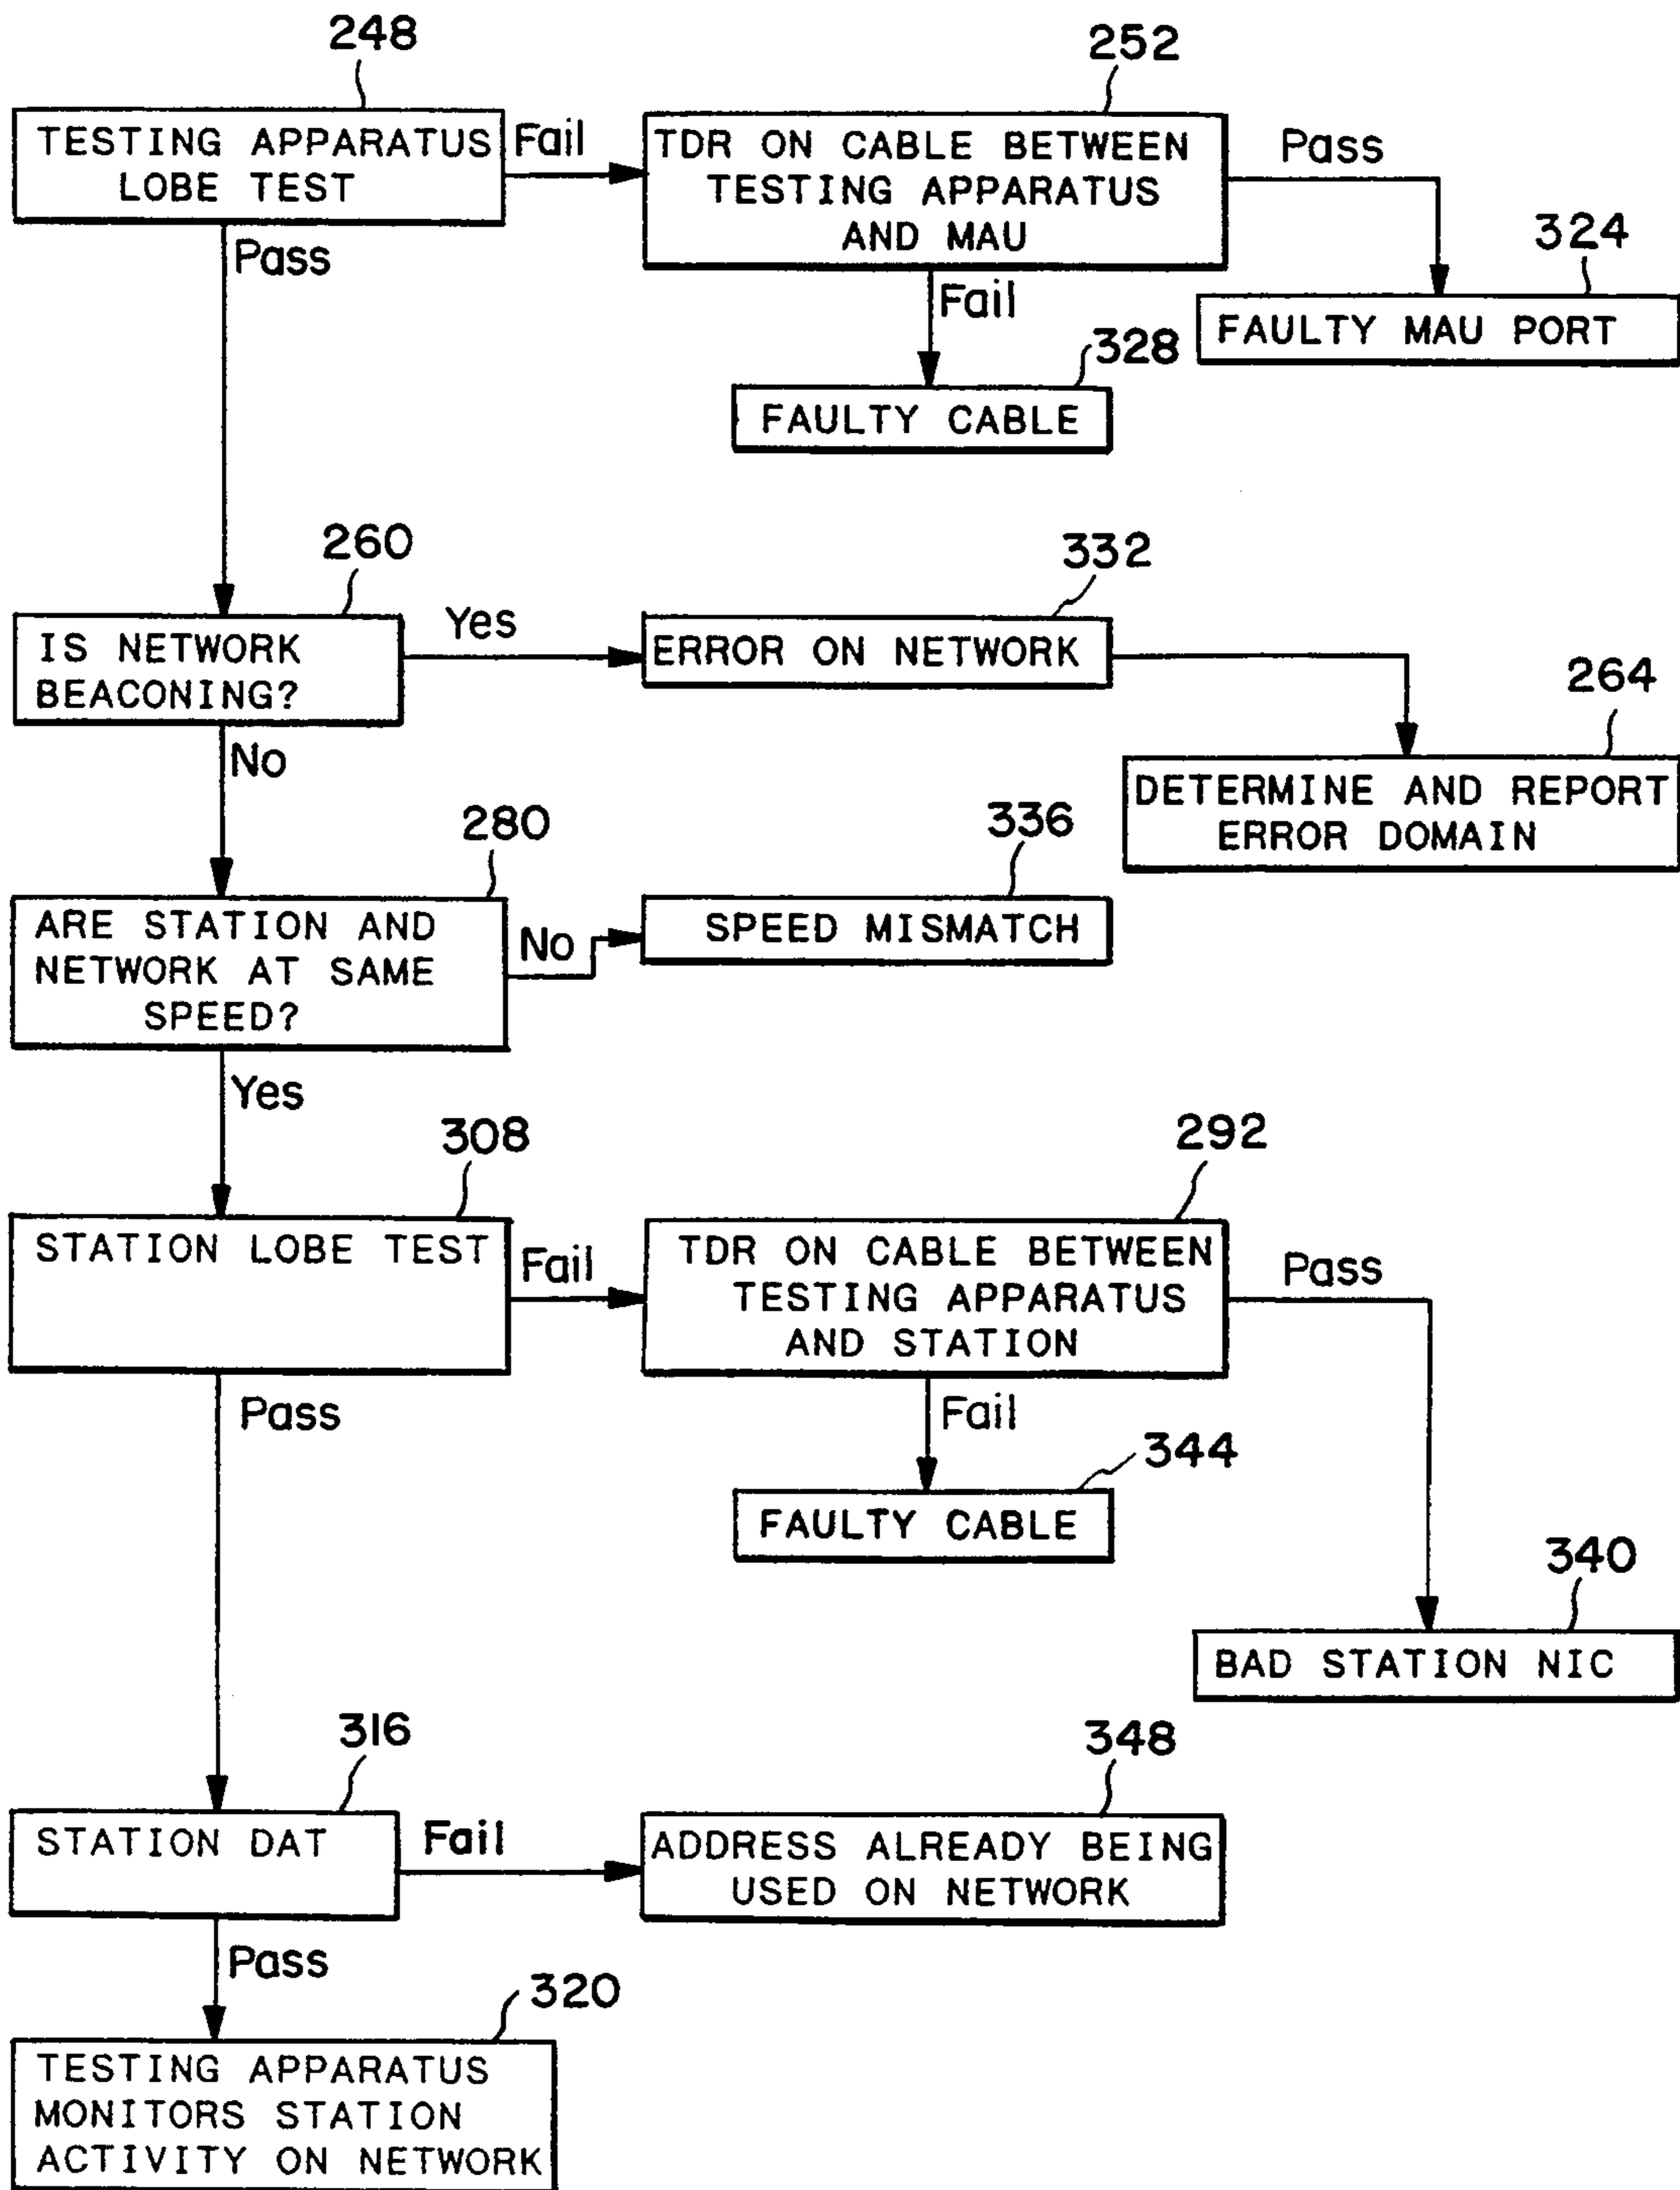 248
252
TESTING APPARATUS
LOBE TEST
Fail
TDR ON CABLE BETWEEN
TESTING APPARATUS
AND MAU
Pass
Pass
Fail
324
FAULTY MAU PORT
328
FAULTY CABLE
260
332
IS NETWORK
BEACONING?
Yes
ERROR ON NETWORK
264
No
DETERMINE AND REPORT
ERROR DOMAIN
280
336
ARE STATION AND
NETWORK AT SAME
SPEED?
No
SPEED MISMATCH
Yes
308
292
STATION LOBE TEST
Fail
TDR ON CABLE BETWEEN
TESTING APPARATUS
AND STATION
Pass
Pass
Fail
344
FAULTY CABLE
340
BAD STATION NIC
316
348
STATION DAT
Fail
ADDRESS ALREADY BEING
USED ON NETWORK
Pass
320
TESTING APPARATUS
MONITORS STATION
ACTIVITY ON NETWORK